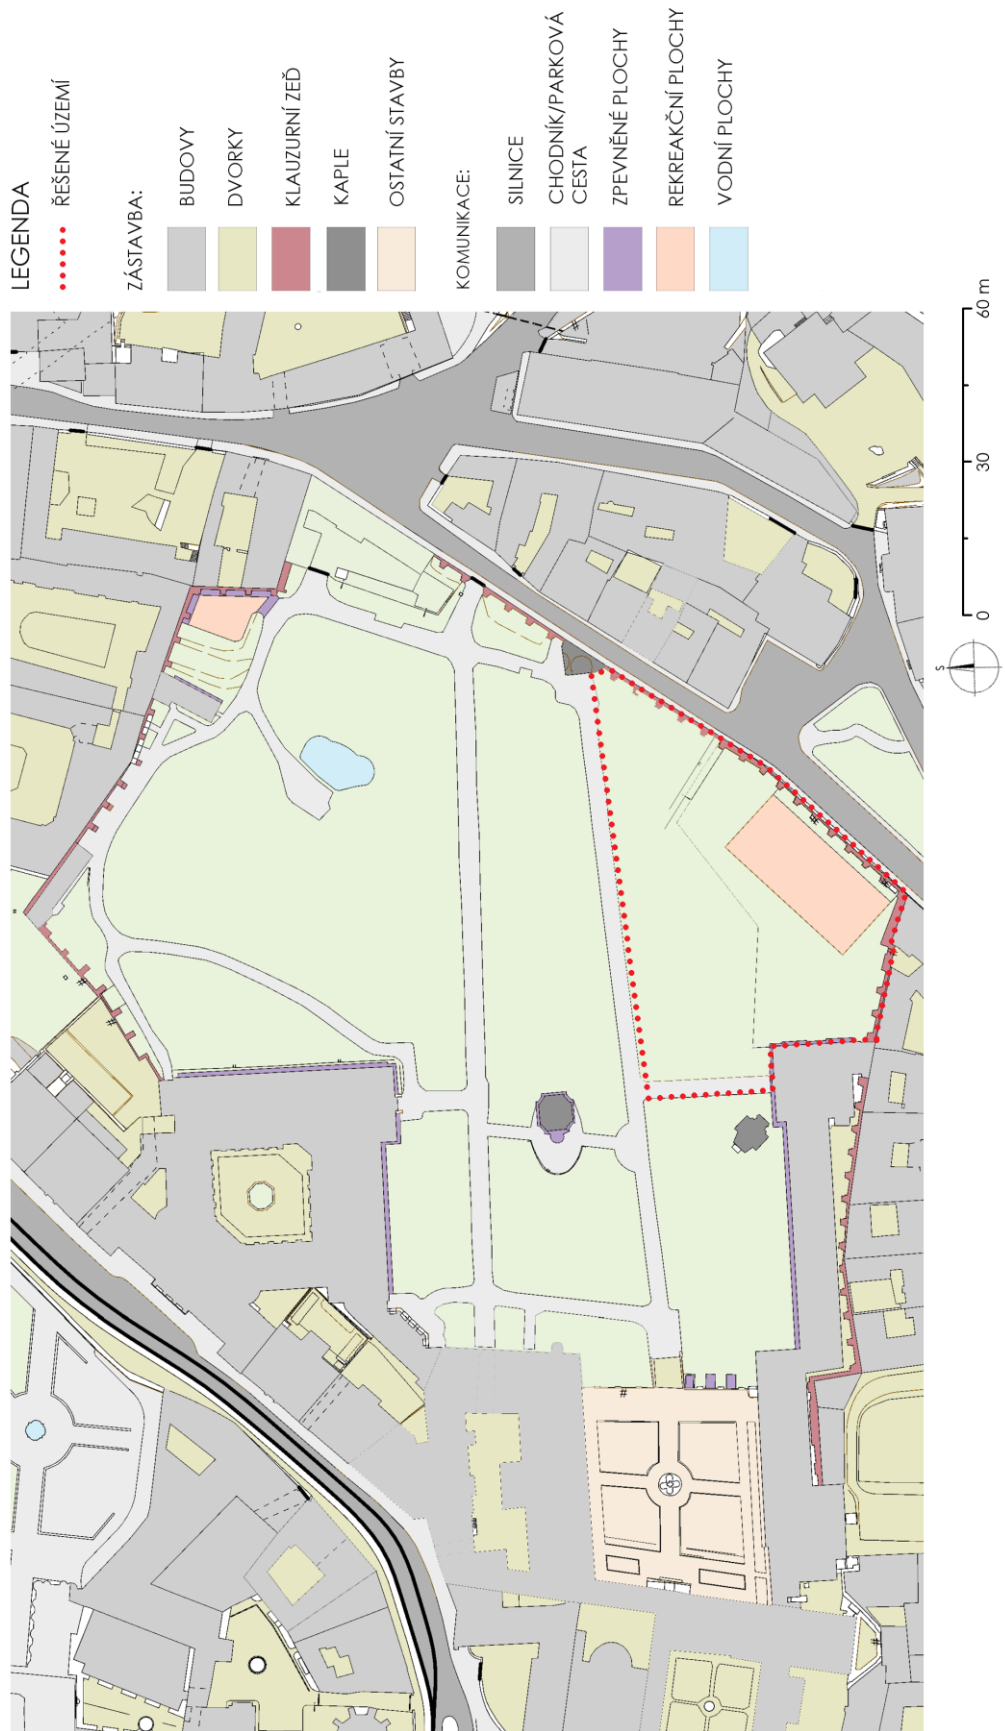 LEGENDA
ŘEŠENÉ ÚZEMÍ
ZÁSTAVBA:
BUDOVY
DVORKY
KLAUZURNÍ ZEĎ
KAPLE
OSTATNÍ STAVBY
KOMUNIKACE:
SILNICE
CHODNÍK/PARKOVÁ
CESTA
ZPEVNĚNÉ PLOCHY
REKREAKČNÍ PLOCHY
VODNÍ PLOCHY
S
0 30 60 m